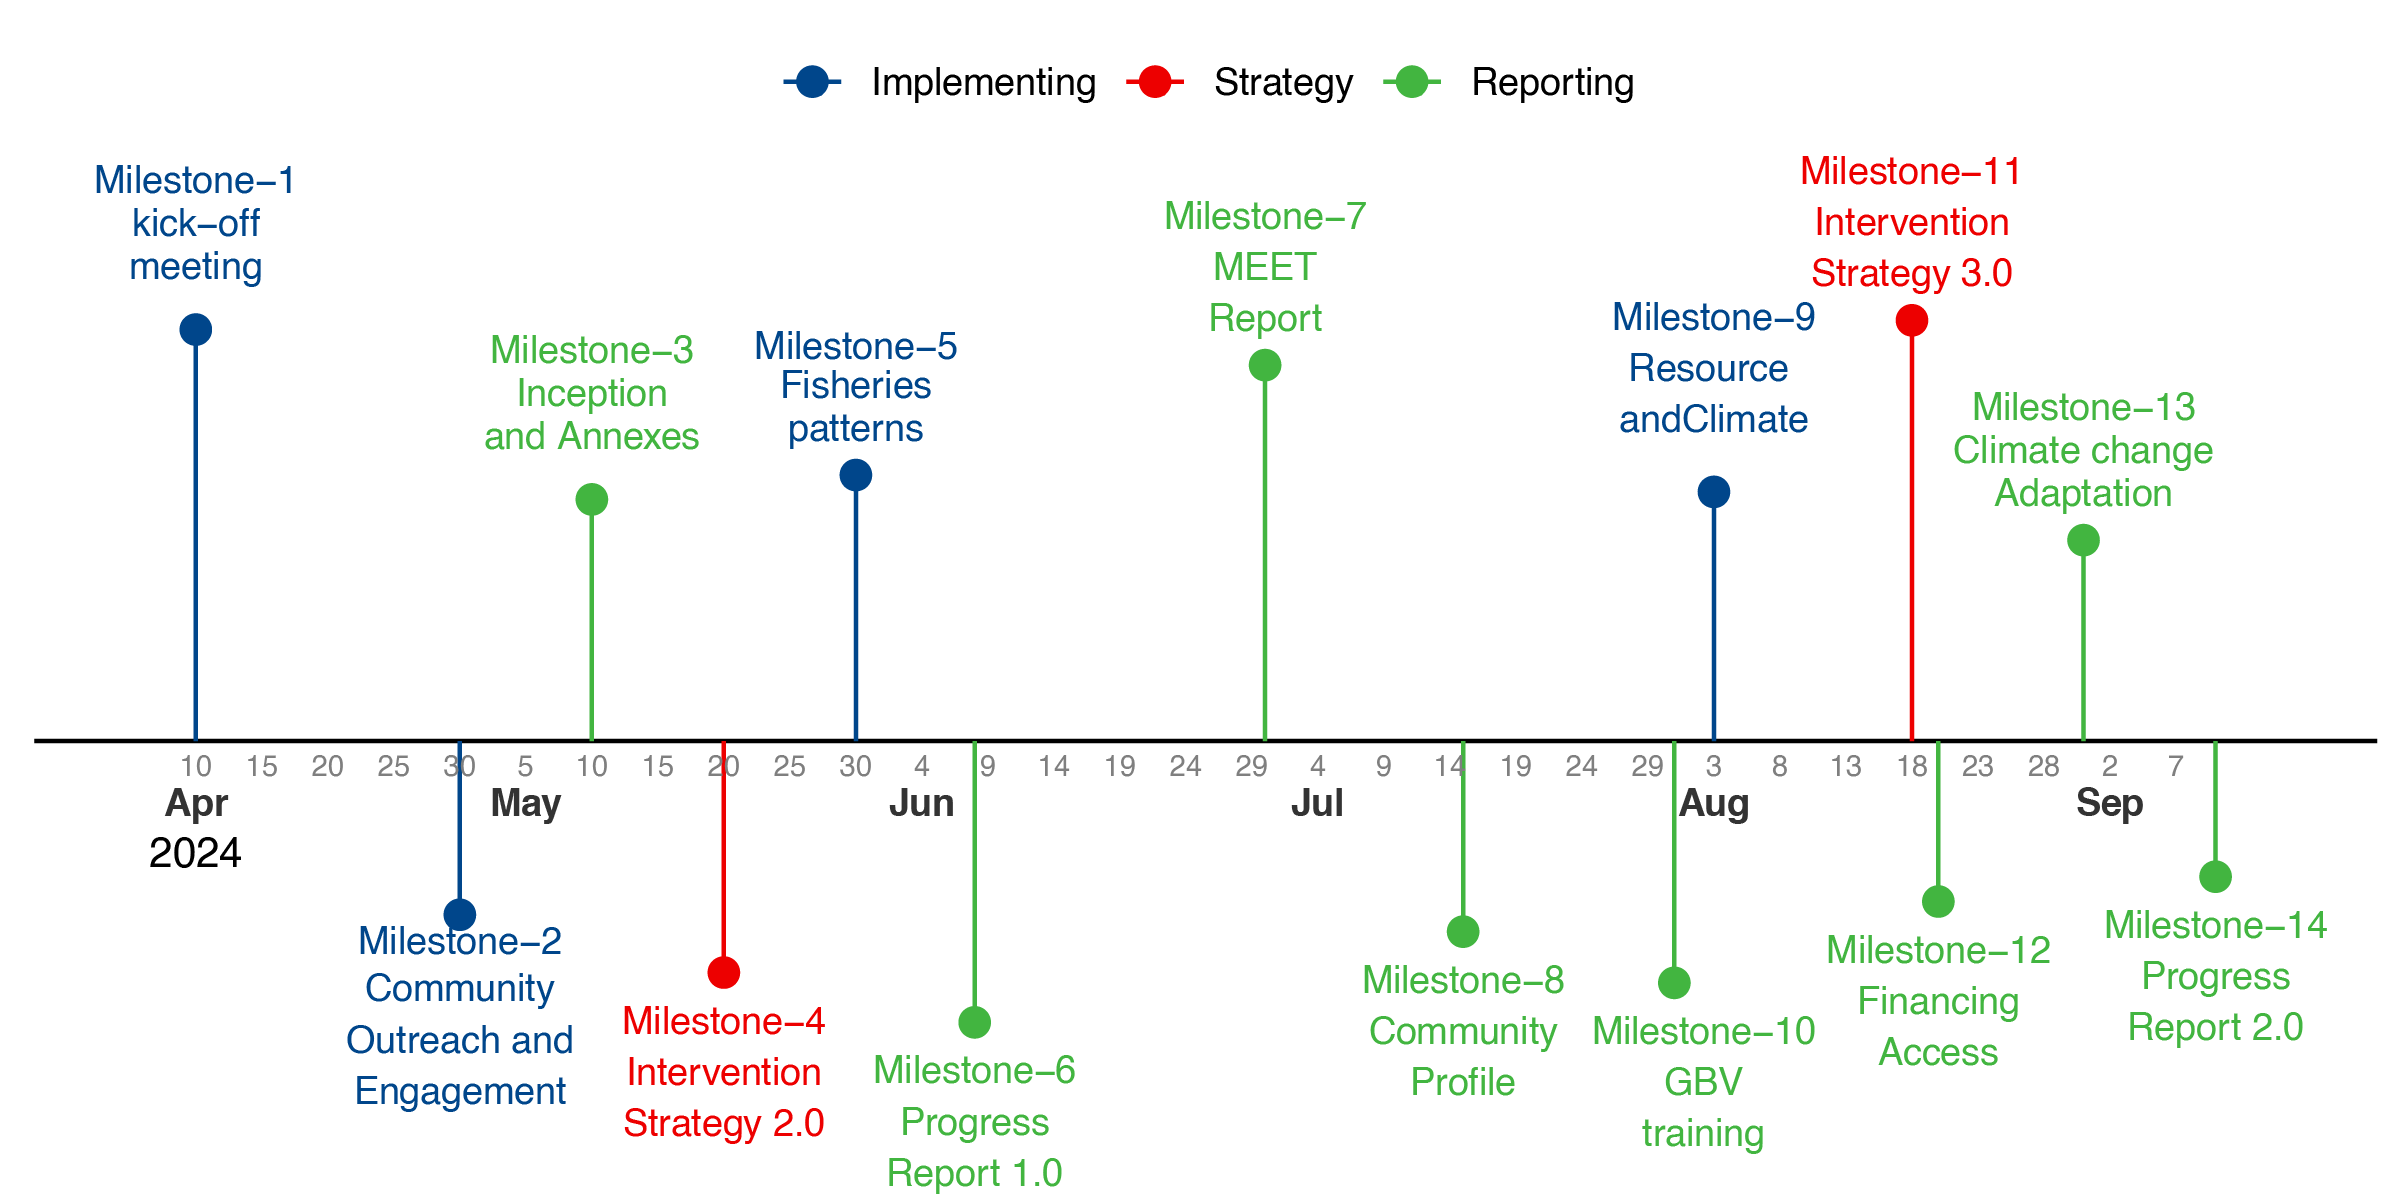 Implementing
Strategy
Reporting
Milestone–1
kick–off
meeting
Milestone–3
Inception
and Annexes
Milestone–5
Fisheries
patterns
Milestone–7
MEET
Report
Milestone–9
Resource
andClimate
Milestone–11
Intervention
Strategy 3.0
Milestone–13
Climate change
Adaptation
10 15 20 25 30 5 10 15 20 25 30 4 9 14 19 24 29 4 9 14 19 24 29 3 8 13 18 23 28 2 7
Apr May Jun Jul Aug Sep
2024
Milestone–2
Community
Outreach and
Engagement
Milestone–4
Intervention
Strategy 2.0
Milestone–6
Progress
Report 1.0
Milestone–8
Community
Profile
Milestone–10
GBV
training
Milestone–12
Financing
Access
Milestone–14
Progress
Report 2.0